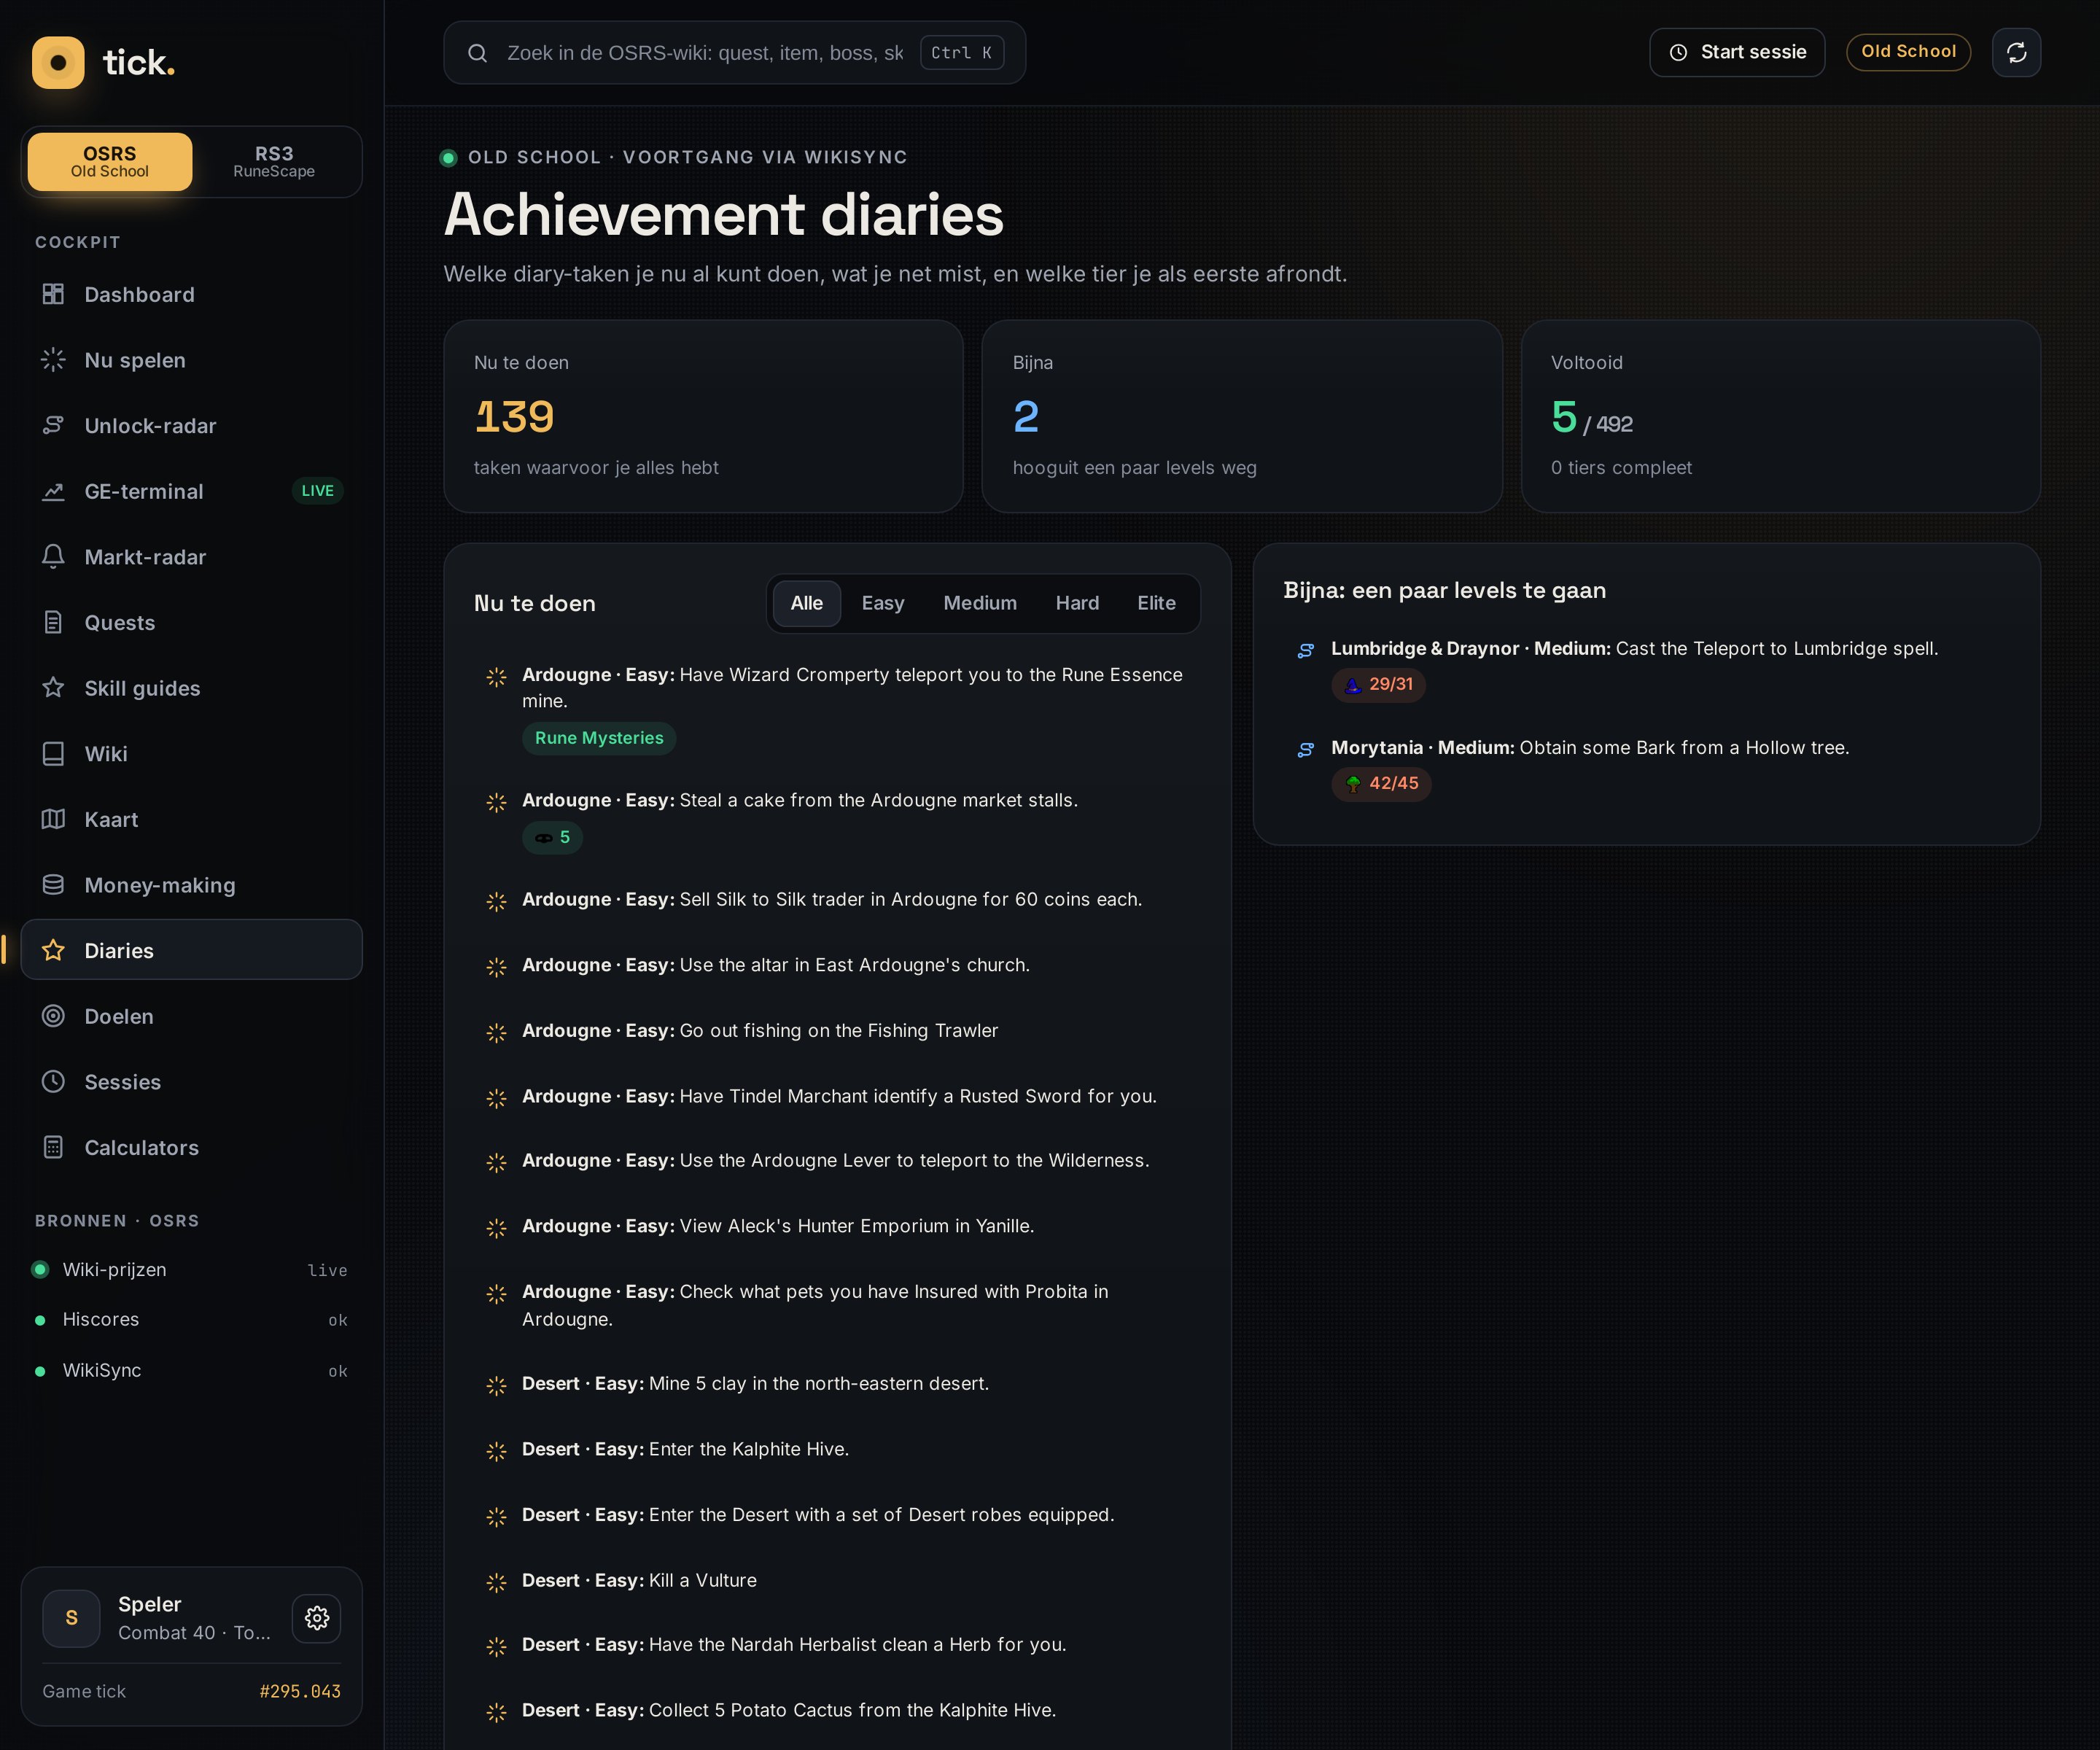 tick.
OSRS
Old School
RS3
RuneScape
COCKPIT
Dashboard
Nu spelen
Unlock-radar
GE-terminal
LIVE
Markt-radar
Quests
Skill guides
Wiki
Kaart
Money-making
Diaries
Doelen
Sessies
Calculators
BRONNEN · OSRS
Wiki-prijzen live
Hiscores ok
WikiSync ok
S
Speler
Combat 40 · To...
Game tick #295.043
Zoek in de OSRS-wiki: quest, item, boss, sk
Ctrl K
Start sessie
Old School
OLD SCHOOL · VOORTGANG VIA WIKISYNC
Achievement diaries
Welke diary-taken je nu al kunt doen, wat je net mist, en welke tier je als eerste afrondt.
Nu te doen
139
taken waarvoor je alles hebt
Bijna
2
hooguit een paar levels weg
Voltooid
5 / 492
0 tiers compleet
Nu te doen
Alle Easy Medium Hard Elite
Ardougne · Easy: Have Wizard Cromperty teleport you to the Rune Essence
mine.
Rune Mysteries
Ardougne · Easy: Steal a cake from the Ardougne market stalls.
5
Ardougne · Easy: Sell Silk to Silk trader in Ardougne for 60 coins each.
Ardougne · Easy: Use the altar in East Ardougne's church.
Ardougne · Easy: Go out fishing on the Fishing Trawler
Ardougne · Easy: Have Tindel Marchant identify a Rusted Sword for you.
Ardougne · Easy: Use the Ardougne Lever to teleport to the Wilderness.
Ardougne · Easy: View Aleck's Hunter Emporium in Yanille.
Ardougne · Easy: Check what pets you have Insured with Probita in
Ardougne.
Desert · Easy: Mine 5 clay in the north-eastern desert.
Desert · Easy: Enter the Kalphite Hive.
Desert · Easy: Enter the Desert with a set of Desert robes equipped.
Desert · Easy: Kill a Vulture
Desert · Easy: Have the Nardah Herbalist clean a Herb for you.
Desert · Easy: Collect 5 Potato Cactus from the Kalphite Hive.
Bijna: een paar levels te gaan
Lumbridge & Draynor · Medium: Cast the Teleport to Lumbridge spell.
29/31
Morytania · Medium: Obtain some Bark from a Hollow tree.
42/45